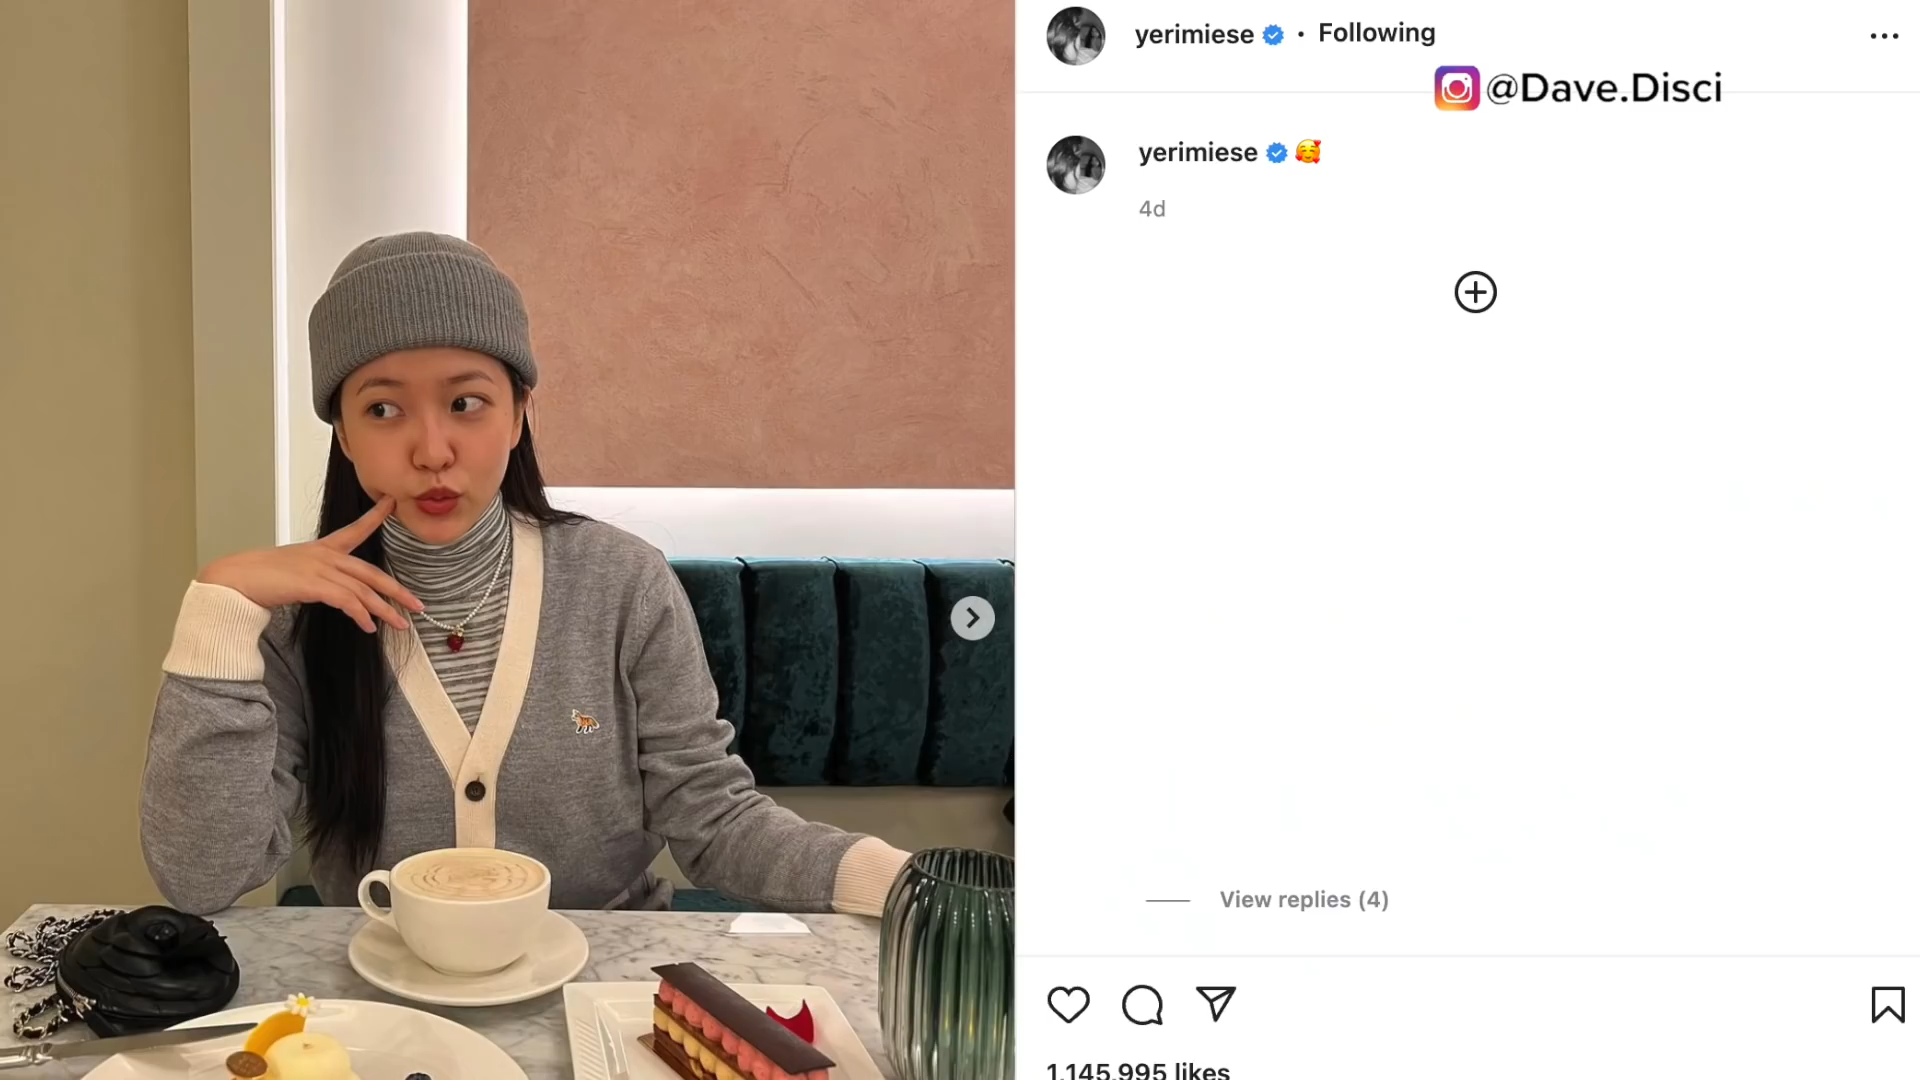 yerimiese • Following
@Dave.Disci
yerimiese 🥰
4d
View replies (4)
1,145,995 likes